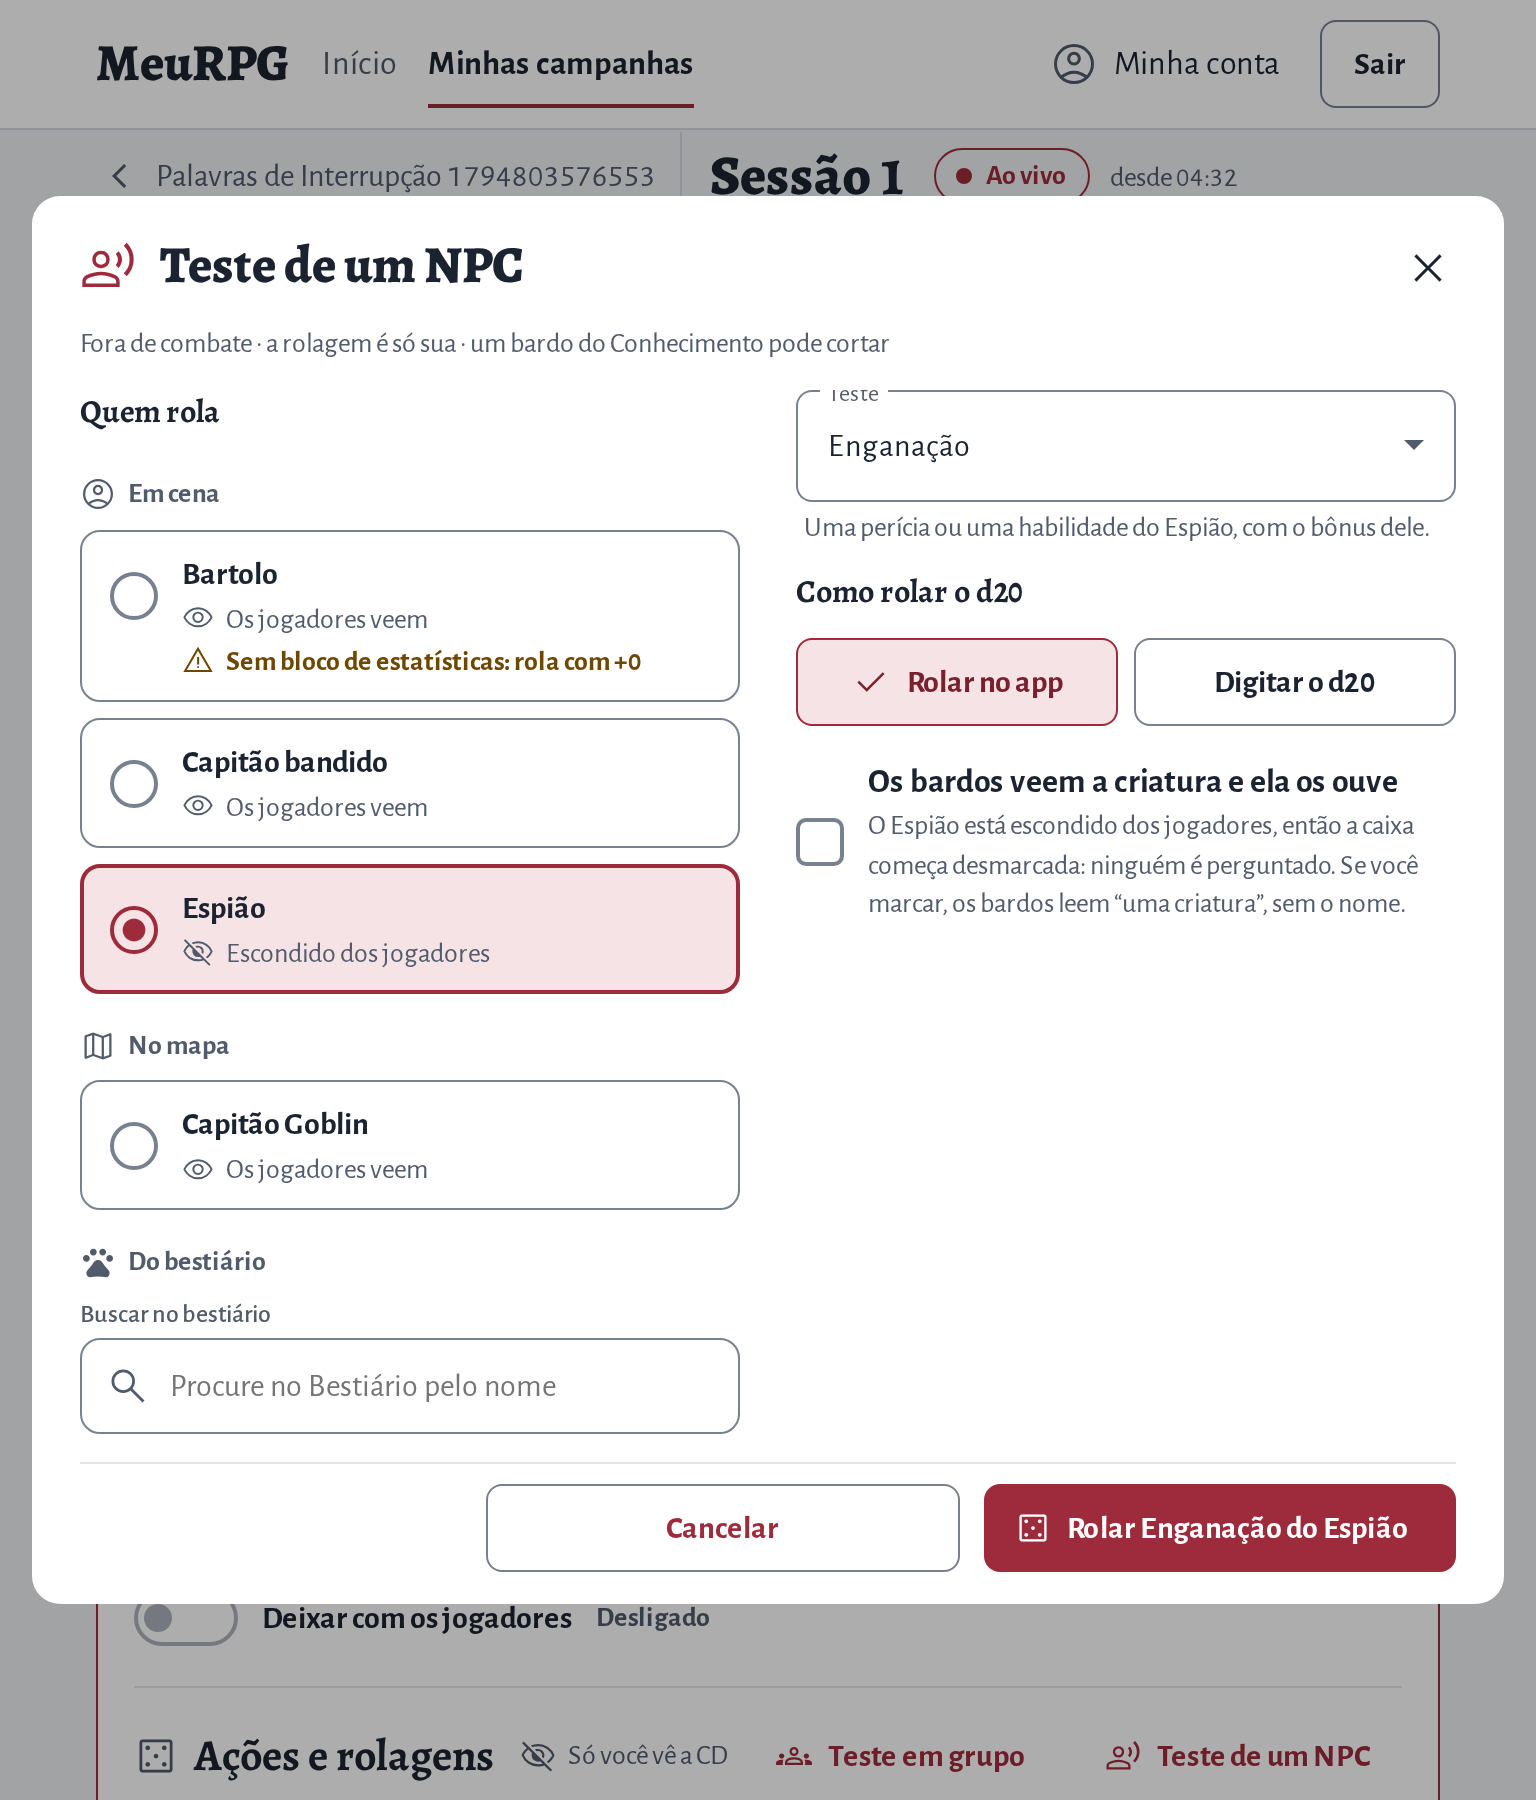 MeuRPG
Início
Minhas campanhas
Minha conta
Sair
Palavras de Interrupção 1794803576553
Sessão 1
Ao vivo
desde 04:32
Teste de um NPC
Fora de combate · a rolagem é só sua · um bardo do Conhecimento pode cortar
Quem rola
Em cena
Bartolo
Os jogadores veem
Sem bloco de estatísticas: rola com +0
Capitão bandido
Os jogadores veem
Espião
Escondido dos jogadores
No mapa
Capitão Goblin
Os jogadores veem
Do bestiário
Buscar no bestiário
Procure no Bestiário pelo nome
Teste
Enganação
Uma perícia ou uma habilidade do Espião, com o bônus dele.
Como rolar o d20
Rolar no app
Digitar o d20
Os bardos veem a criatura e ela os ouve
O Espião está escondido dos jogadores, então a caixa
começa desmarcada: ninguém é perguntado. Se você
marcar, os bardos leem “uma criatura”, sem o nome.
Cancelar
Rolar Enganação do Espião
Deixar com os jogadores
Desligado
Ações e rolagens
Só você vê a CD
Teste em grupo
Teste de um NPC